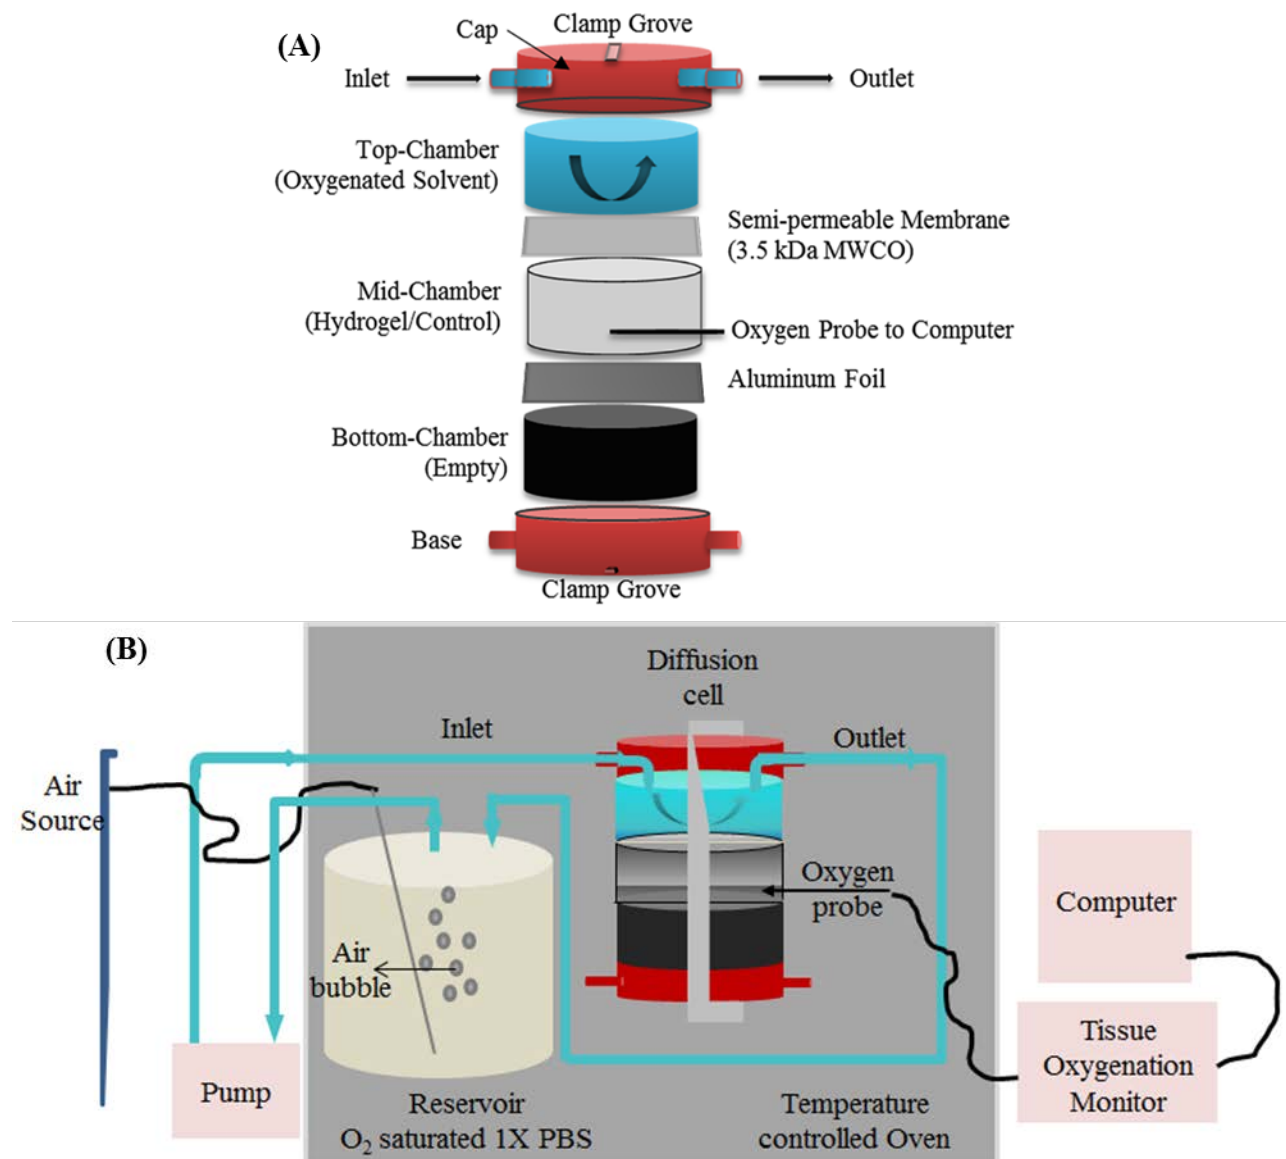 (A)
Clamp Grove
Cap
Inlet
Outlet
Top-Chamber
(Oxygenated Solvent)
Semi-permeable Membrane
(3.5 kDa MWCO)
Mid-Chamber
(Hydrogel/Control)
Oxygen Probe to Computer
Aluminum Foil
Bottom-Chamber
(Empty)
Base
Clamp Grove
(B)
Diffusion
cell
Inlet
Outlet
Air
Source
Oxygen
probe
Computer
Air
bubble
Tissue
Oxygenation
Monitor
Pump
Reservoir
O₂ saturated 1X PBS
Temperature
controlled Oven